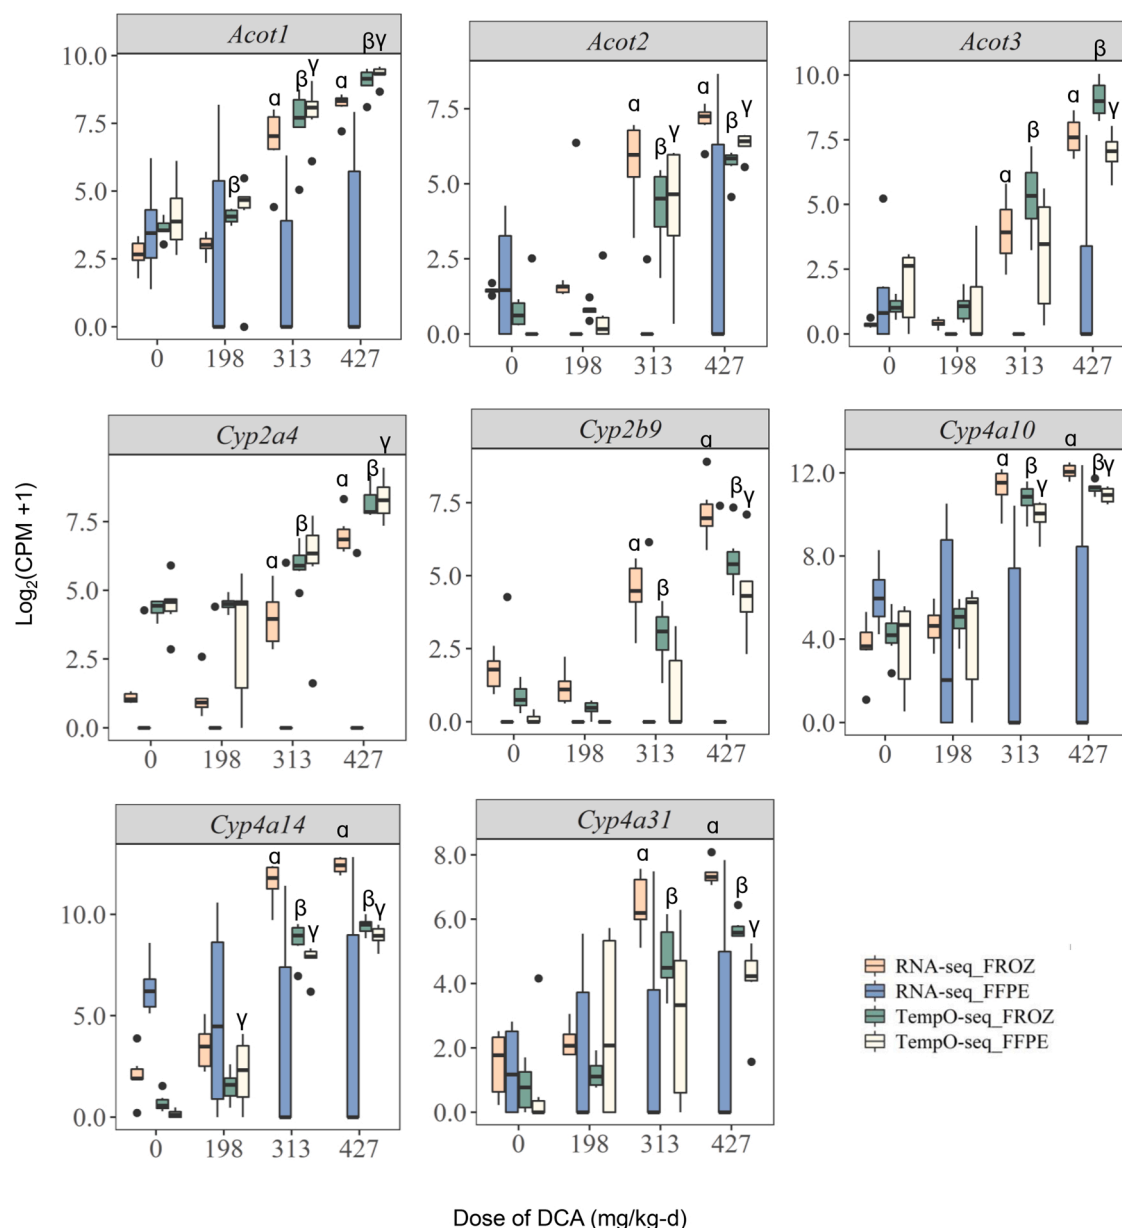 Acot1
Acot2
Acot3
α β γ α β γ βγ
α β γ α β γ
α β α β γ
10.0
7.5
5.0
2.5
0.0
7.5
5.0
2.5
0.0
10.0
7.5
5.0
2.5
0.0
0 198 313 427
0 198 313 427
0 198 313 427
Cyp2a4
Cyp2b9
Cyp4a10
α β α β γ
α β α β γ
α β γ α βγ
7.5
5.0
2.5
0.0
7.5
5.0
2.5
0.0
12.0
8.0
4.0
0.0
0 198 313 427
0 198 313 427
0 198 313 427
Log2(CPM +1)
Cyp4a14
Cyp4a31
γ α β γ α βγ
α β α β γ
10.0
5.0
0.0
8.0
6.0
4.0
2.0
0.0
0 198 313 427
0 198 313 427
RNA-seq_FROZ
RNA-seq_FFPE
TempO-seq_FROZ
TempO-seq_FFPE
Dose of DCA (mg/kg-d)